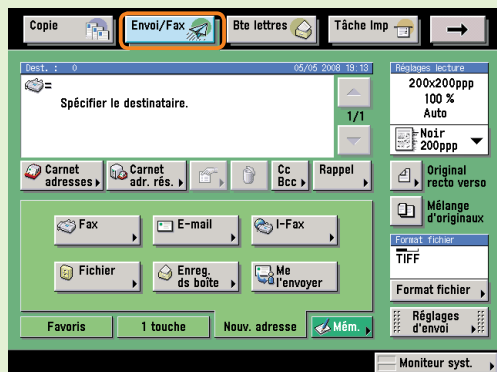 Copie
Envoi/Fax
Bte lettres
Tâche Imp
Dest. : 0
05/05 2008 19:13
=
Spécifier le destinataire.
1/1
Réglages lecture
200x200ppp
100 %
Auto
Noir
200ppp
Carnet
adresses
Carnet
adr. rés.
Cc
Bcc
Rappel
Original
recto verso
Mélange
d'originaux
Fax
E-mail
I-Fax
Fichier
Enreg.
ds boîte
Me
l'envoyer
Format fichier
TIFF
Format fichier
Favoris
1 touche
Nouv. adresse
Mém.
Réglages
d'envoi
Moniteur syst.